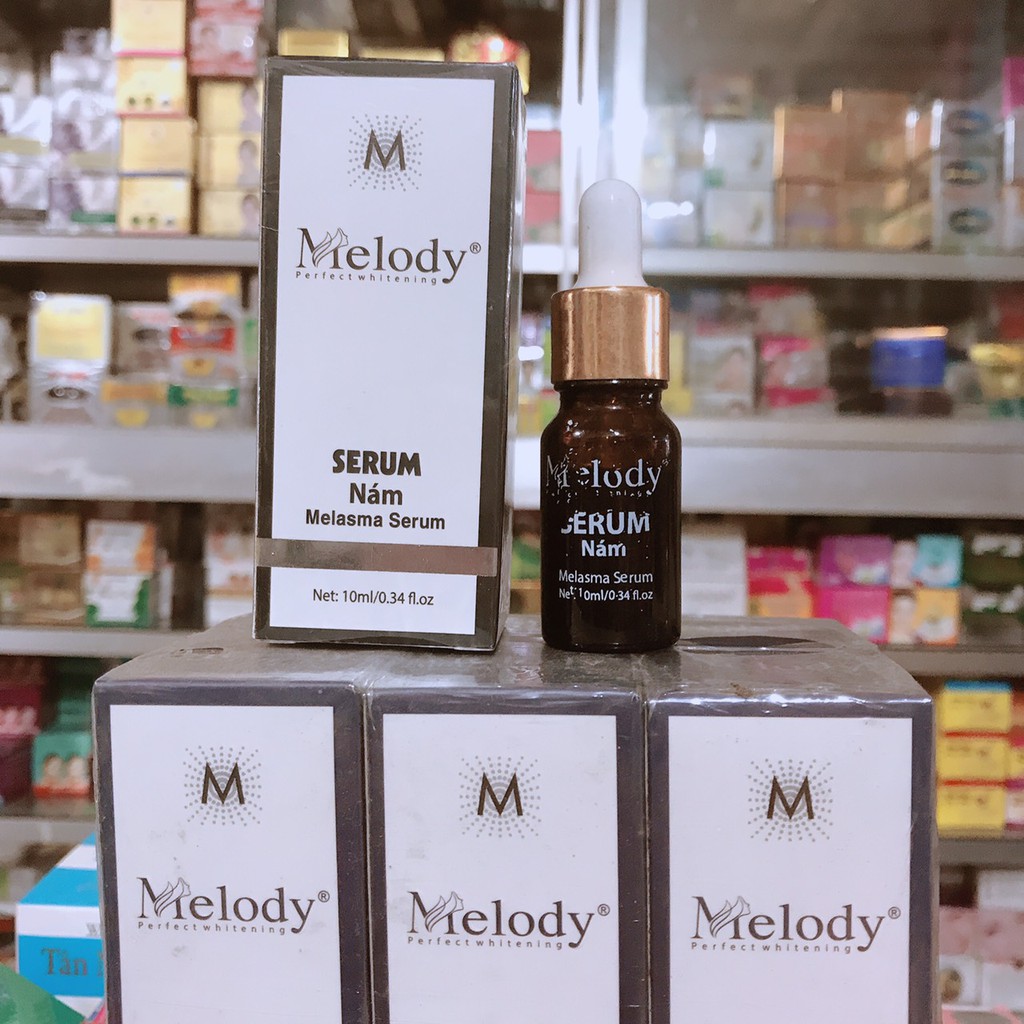 M
Melody®
Perfect whitening
SERUM
Nám
Melasma Serum
Net: 10ml/0.34 fl.oz
Melody
SERUM
Nám
Melasma Serum
Net: 10ml/0.34 fl.oz
M
Melody®
Perfect whitening
M
Melody®
Perfect whitening
M
Melody®
Perfect whitening
Tân